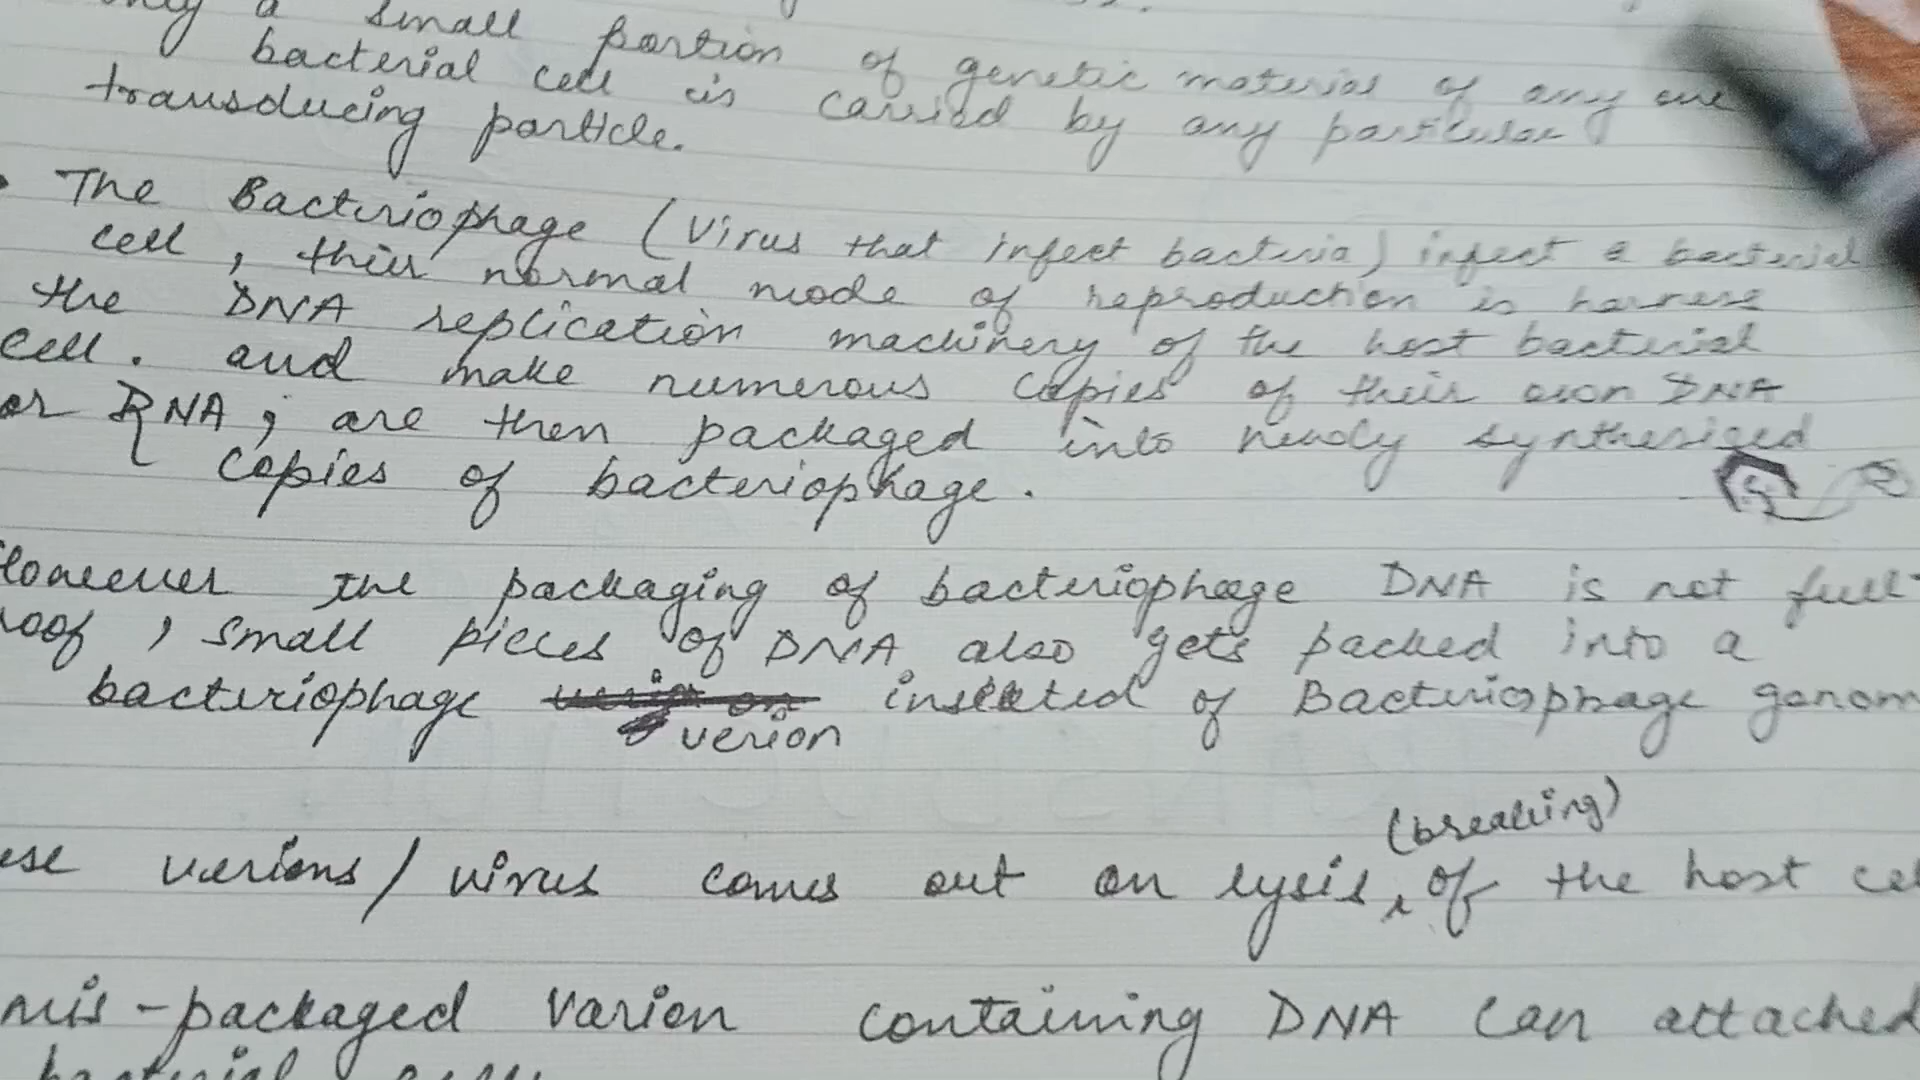 a small portion of genetic material of any one
bacterial cell is carried by any particular
transducing particle.
The Bacteriophage (Virus that infect bacteria) infect a bacterial
cell, their normal mode of reproduction is harness
the DNA replication machinery of the host bacterial
cell. and make numerous copies of their own DNA
or RNA; are then packaged into newly synthesized
copies of bacteriophage.
However the packaging of bacteriophage DNA is not full-
roof, small pieces of DNA also gets packed into a
bacteriophage insteted of Bacteriophage genom
verion
(breaking)
ese verions/virus comes out on lysis, of the host cel
mis-packaged varion containing DNA can attached
bacterial